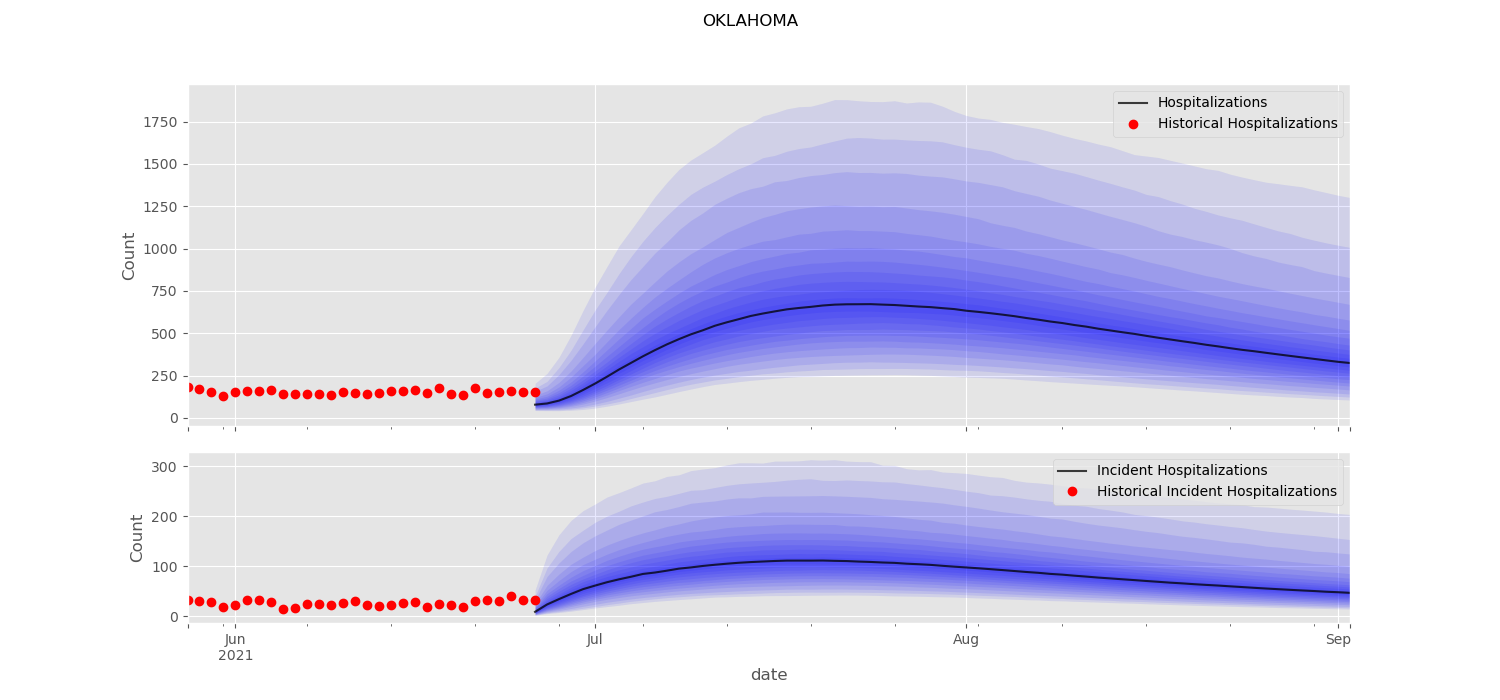 OKLAHOMA
Hospitalizations
Historical Hospitalizations
Count
1750
1500
1250
1000
750
500
250
0
Incident Hospitalizations
Historical Incident Hospitalizations
Count
300
200
100
0
Jun
2021
Jul
Aug
Sep
date